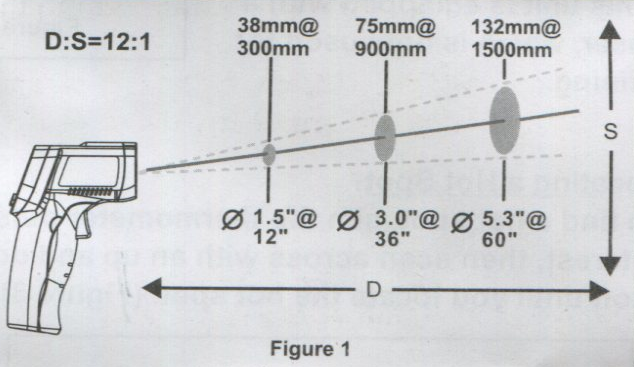 D:S=12:1
38mm@
300mm
75mm@
900mm
132mm@
1500mm
S
Ø 1.5"@
12"
Ø 3.0"@
36"
Ø 5.3"@
60"
D
Figure 1